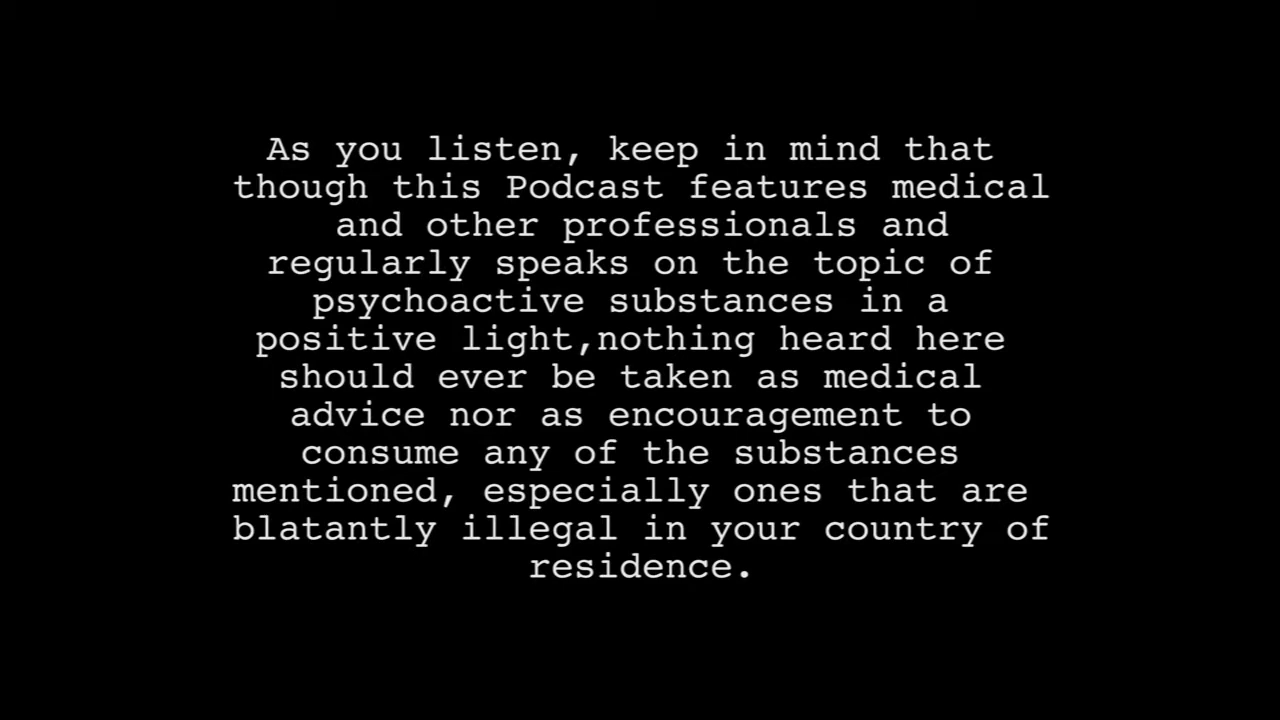 As you listen, keep in mind that
though this Podcast features medical
and other professionals and
regularly speaks on the topic of
psychoactive substances in a
positive light,nothing heard here
should ever be taken as medical
advice nor as encouragement to
consume any of the substances
mentioned, especially ones that are
blatantly illegal in your country of
residence.